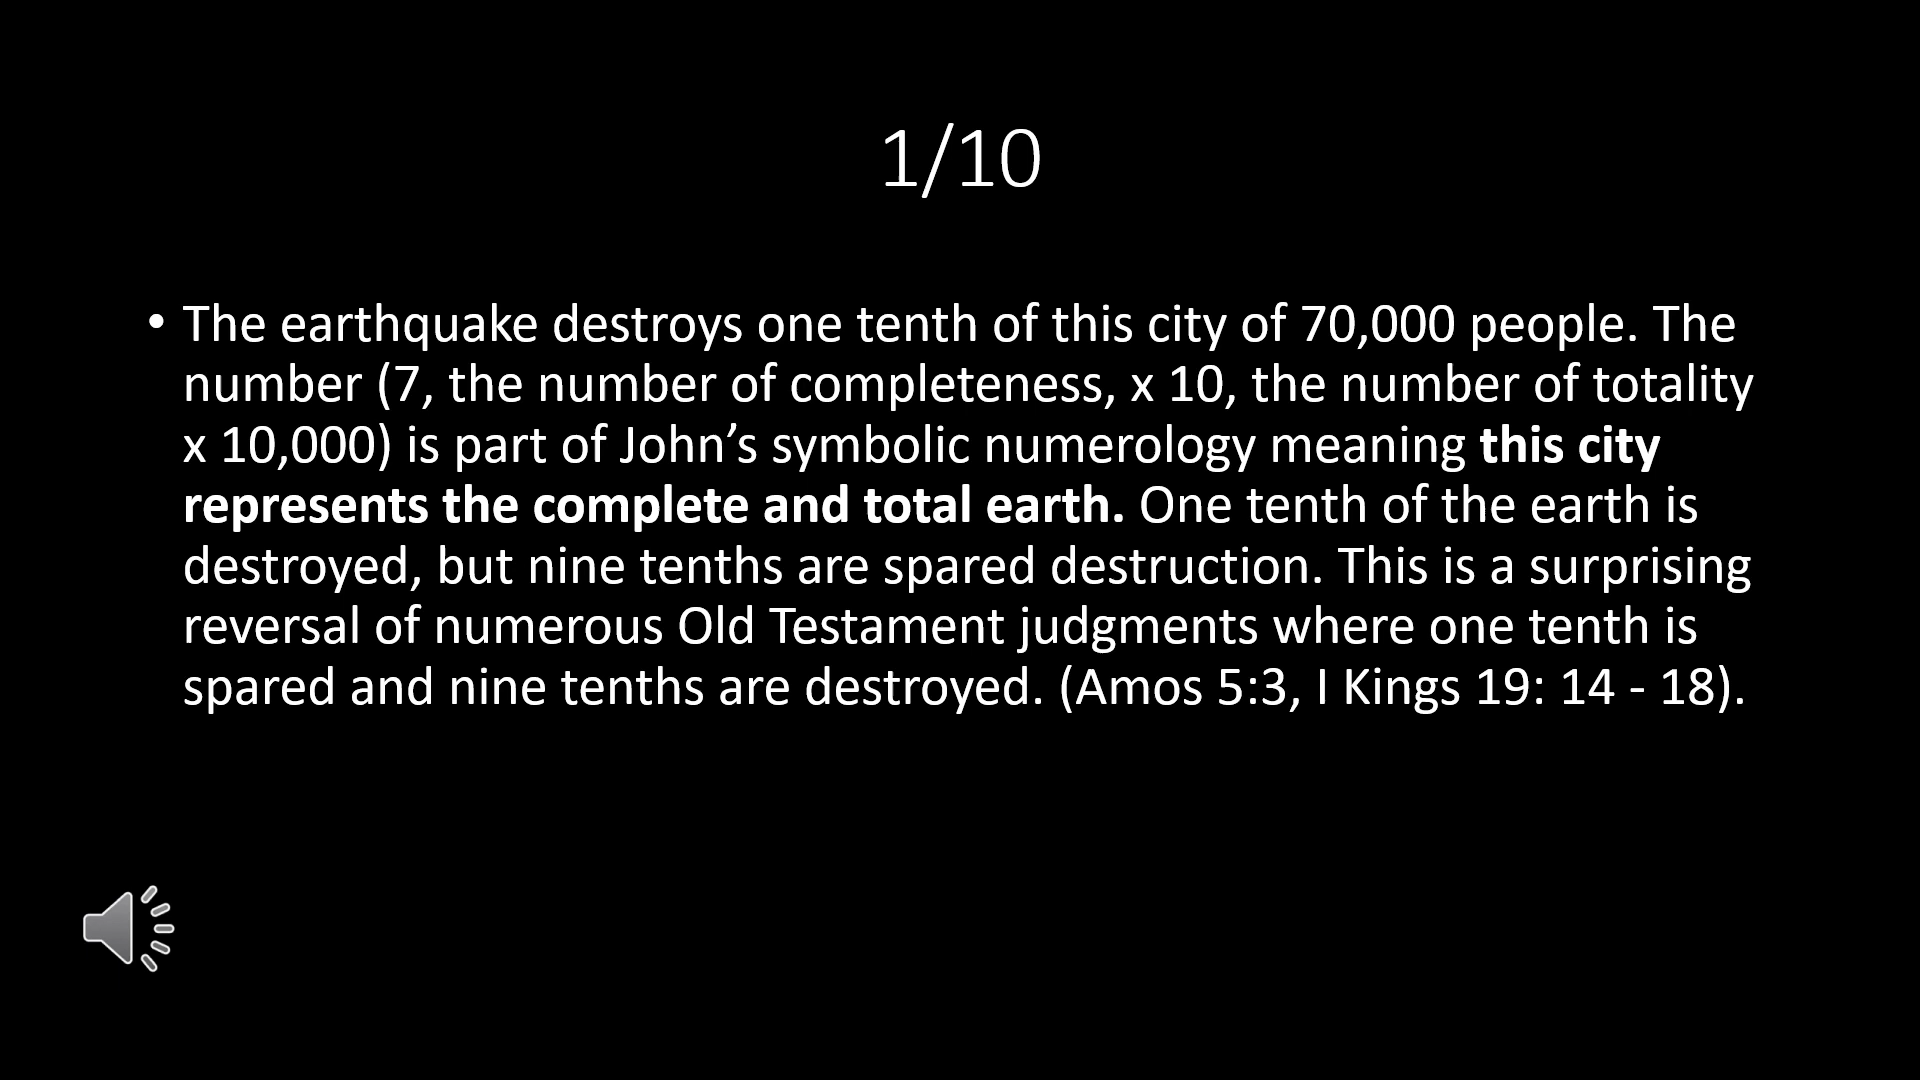 1/10
• The earthquake destroys one tenth of this city of 70,000 people. The
number (7, the number of completeness, x 10, the number of totality
x 10,000) is part of John’s symbolic numerology meaning this city
represents the complete and total earth. One tenth of the earth is
destroyed, but nine tenths are spared destruction. This is a surprising
reversal of numerous Old Testament judgments where one tenth is
spared and nine tenths are destroyed. (Amos 5:3, I Kings 19: 14 - 18).